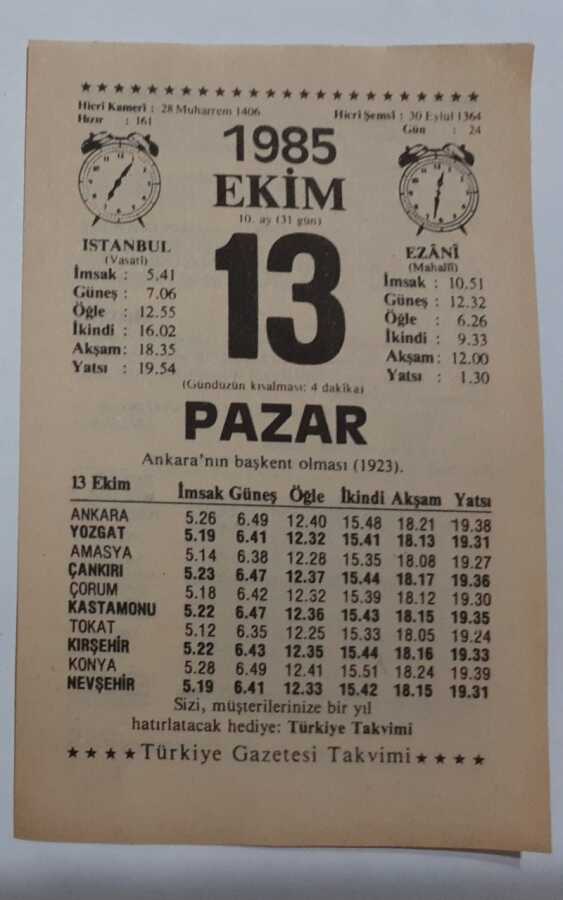 ★★★★★★★★★★★★★★★★★★★★★★
Hicrî Kamerî : 28 Muharrem 1406
Hicrî Şemsî : 30 Eylül 1364
Hızır : 161
Gün : 24
1985
EKİM
10. ay (31 gün)
13
İSTANBUL
(Vasatî)
İmsak : 5.41
Güneş : 7.06
Öğle : 12.55
İkindi : 16.02
Akşam: 18.35
Yatsı : 19.54
EZÂNÎ
(Mahallî)
İmsak : 10.51
Güneş : 12.32
Öğle : 6.26
İkindi : 9.33
Akşam: 12.00
Yatsı : 1.30
(Gündüzün kısalması: 4 dakika)
PAZAR
Ankara'nın başkent olması (1923).
13 Ekim İmsak Güneş Öğle İkindi Akşam Yatsı
ANKARA 5.26 6.49 12.40 15.48 18.21 19.38
YOZGAT 5.19 6.41 12.32 15.41 18.13 19.31
AMASYA 5.14 6.38 12.28 15.35 18.08 19.27
ÇANKIRI 5.23 6.47 12.37 15.44 18.17 19.36
ÇORUM 5.18 6.42 12.32 15.39 18.12 19.30
KASTAMONU 5.22 6.47 12.36 15.43 18.15 19.35
TOKAT 5.12 6.35 12.25 15.33 18.05 19.24
KIRŞEHİR 5.22 6.43 12.35 15.44 18.16 19.33
KONYA 5.28 6.49 12.41 15.51 18.24 19.39
NEVŞEHİR 5.19 6.41 12.33 15.42 18.15 19.31
Sizi, müşterilerinize bir yıl
hatırlatacak hediye: Türkiye Takvimi
★★★★Türkiye Gazetesi Takvimi★★★★